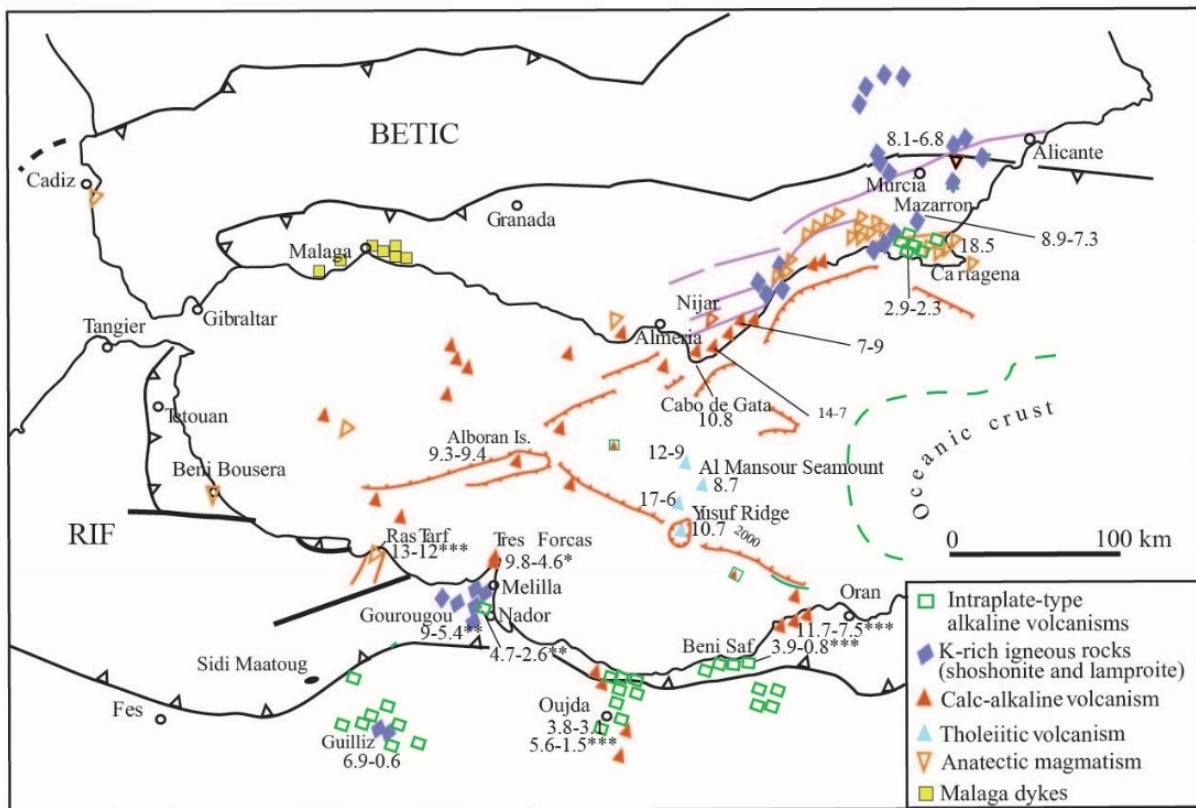 BETIC
8.1-6.8
Alicante
Cadiz
Murcia
Granada
Mazarron
Malaga
8.9-7.3
18.5
Cartagena
Gibraltar
Nijar
2.9-2.3
Tangier
Almeria
7-9
Cabo de Gata
10.8
14-7
Tetouan
Alboran Is.
9.3-9.4
Oceanic crust
12-9
Al Mansour Seamount
8.7
Beni Bousera
17-6
Yusuf Ridge
10.7
2000
RIF
Ras Tarf
13-12***
Tres Forcas
9.8-4.6*
100 km
0
Melilla
Oran
Gourougou
9-5.4**
Nador
11.7-7.5***
4.7-2.6**
Beni Saf
3.9-0.8***
Sidi Maatoug
Fes
Oujda
3.8-3.1
5.6-1.5***
Guilliz
6.9-0.6
Intraplate-type
alkaline volcanisms
K-rich igneous rocks
(shoshonite and lamproite)
Calc-alkaline volcanism
Tholeiitic volcanism
Anatectic magmatism
Malaga dykes